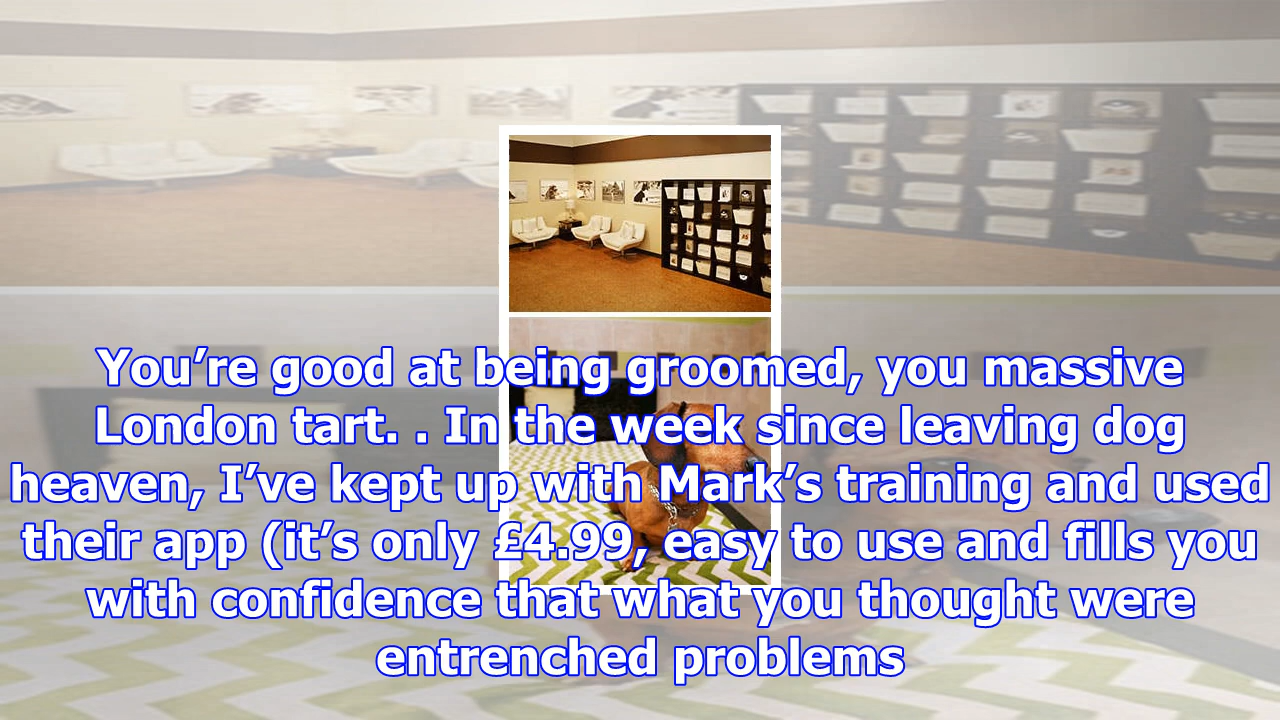 You’re good at being groomed, you massive
London tart. . In the week since leaving dog
heaven, I’ve kept up with Mark’s training and used
their app (it’s only £4.99, easy to use and fills you
with confidence that what you thought were
entrenched problems